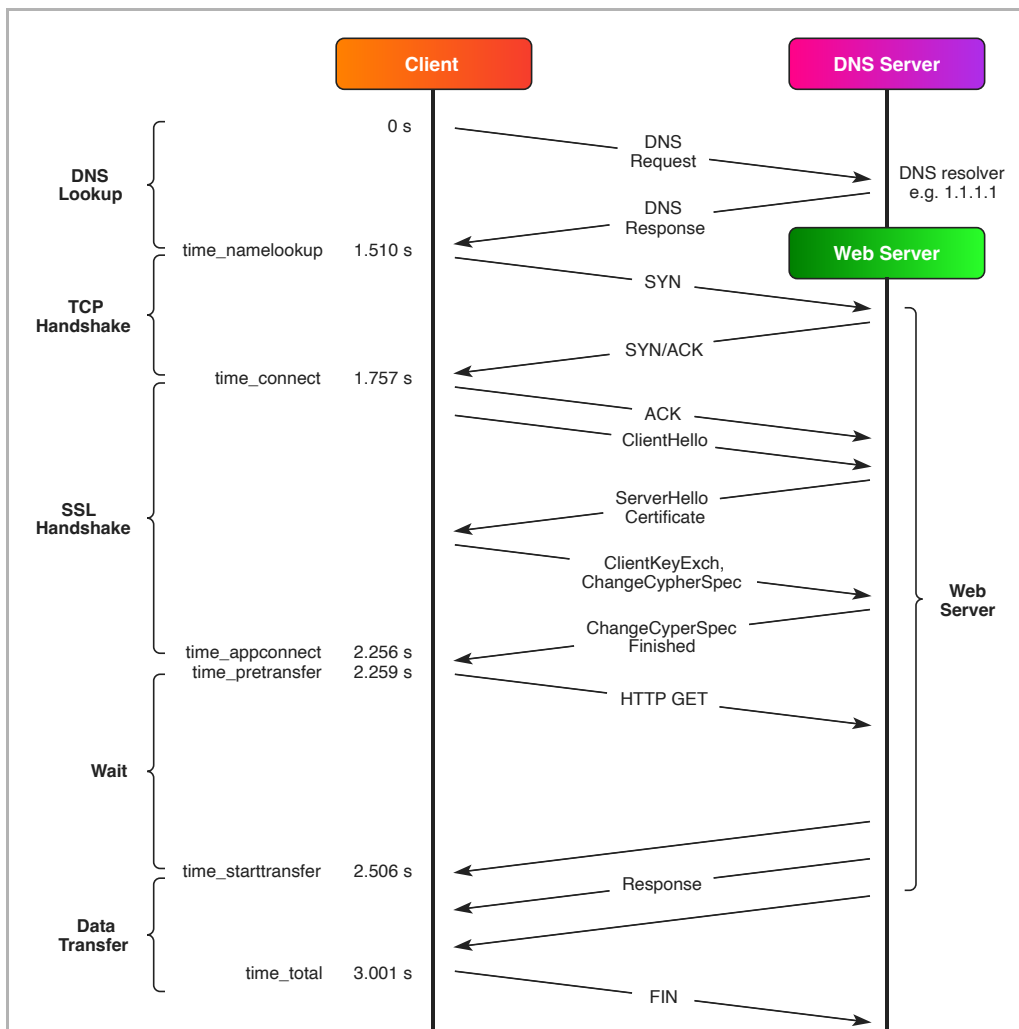 Client
DNS Server
0 s
DNS
Request
DNS
Lookup
DNS resolver
e.g. 1.1.1.1
DNS
Response
time_namelookup 1.510 s
Web Server
SYN
TCP
Handshake
SYN/ACK
time_connect 1.757 s
ACK
ClientHello
ServerHello
Certificate
SSL
Handshake
ClientKeyExch,
ChangeCypherSpec
Web
Server
ChangeCyperSpec
Finished
time_appconnect 2.256 s
time_pretransfer 2.259 s
HTTP GET
Wait
time_starttransfer 2.506 s
Response
Data
Transfer
time_total 3.001 s
FIN